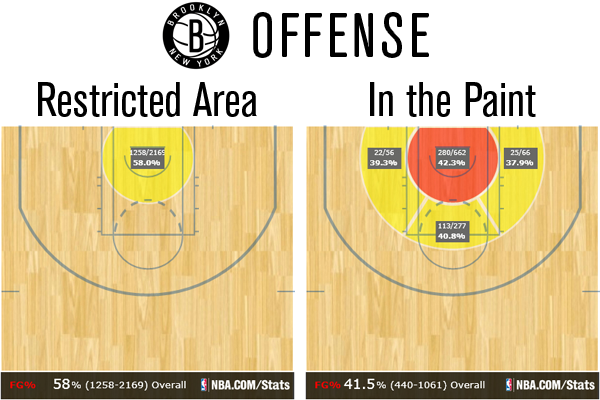 BROOKLYN
B
NEW YORK
OFFENSE
Restricted Area
In the Paint
1258/2169
58.0%
22/56
39.3%
280/662
42.3%
25/66
37.9%
113/277
40.8%
FG% 58% (1258-2169) Overall NBA.COM/Stats
FG% 41.5% (440-1061) Overall NBA.COM/Stats